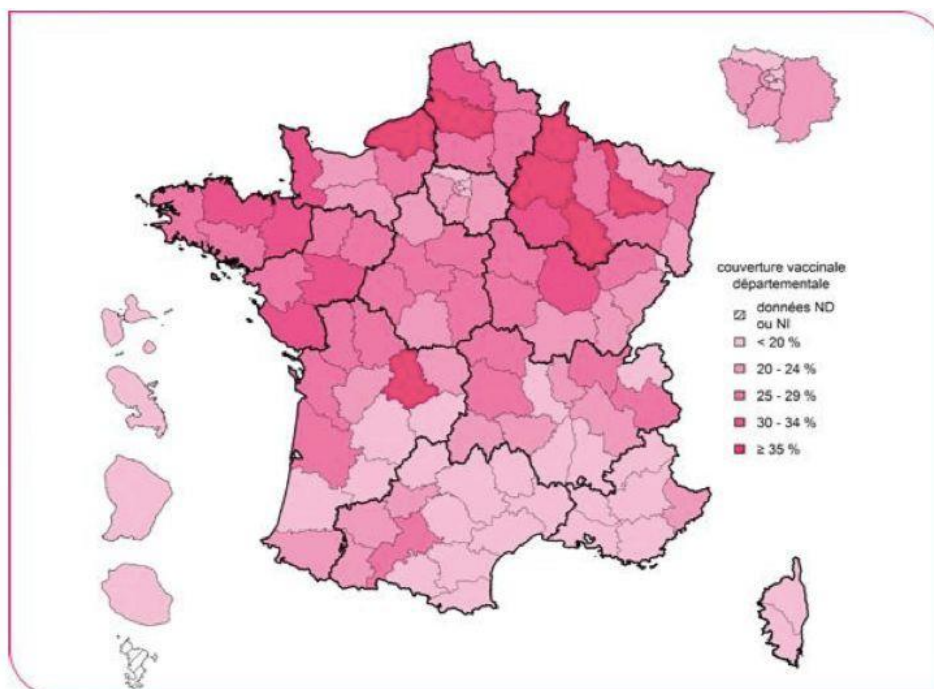 couverture vaccinale
départementale
données ND
ou NI
< 20 %
20 - 24 %
25 - 29 %
30 - 34 %
≥ 35 %